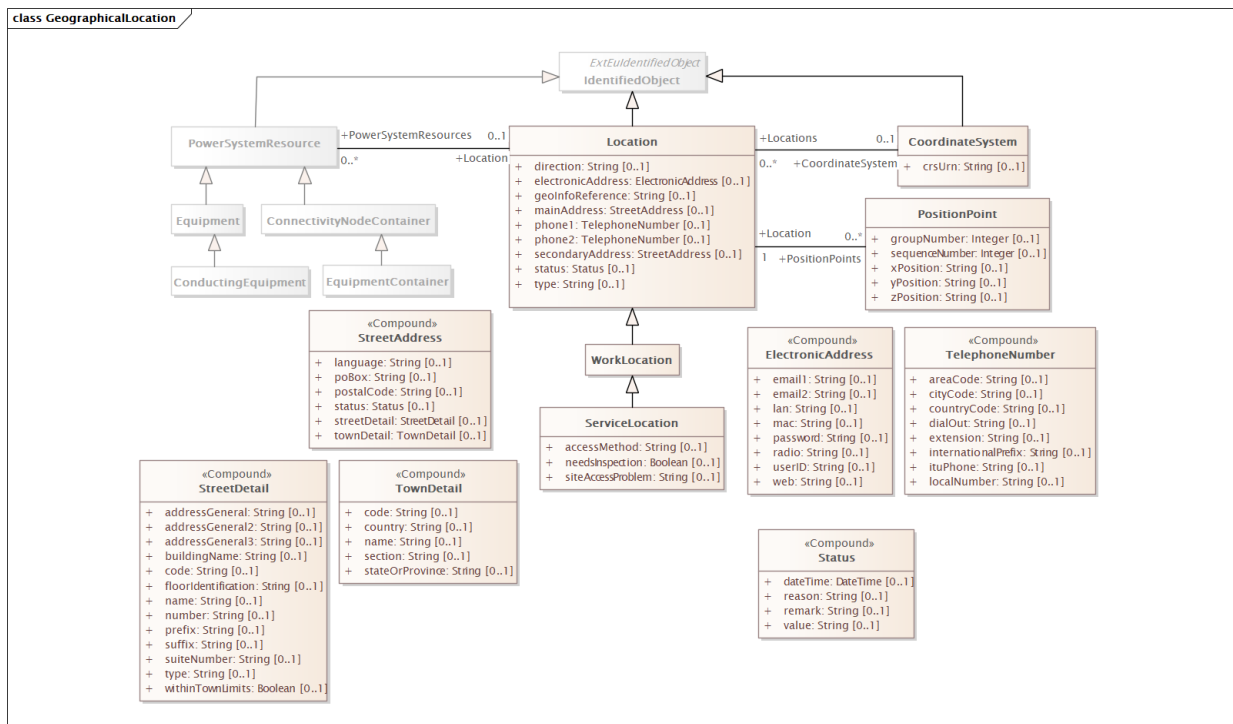 class GeographicalLocation
ExtEuIdentifiedObject
IdentifiedObject
PowerSystemResource
+PowerSystemResources 0..1
0..* +Location
Location
+ direction: String [0..1]
+ electronicAddress: ElectronicAddress [0..1]
+ geoInfoReference: String [0..1]
+ mainAddress: StreetAddress [0..1]
+ phone1: TelephoneNumber [0..1]
+ phone2: TelephoneNumber [0..1]
+ secondaryAddress: StreetAddress [0..1]
+ status: Status [0..1]
+ type: String [0..1]
+Locations 0..1
0..* +CoordinateSystem
CoordinateSystem
+ crsUrn: String [0..1]
Equipment
ConnectivityNodeContainer
ConductingEquipment
EquipmentContainer
+Location 0..*
1 +PositionPoints
PositionPoint
+ groupNumber: Integer [0..1]
+ sequenceNumber: Integer [0..1]
+ xPosition: String [0..1]
+ yPosition: String [0..1]
+ zPosition: String [0..1]
«Compound»
StreetAddress
+ language: String [0..1]
+ poBox: String [0..1]
+ postalCode: String [0..1]
+ status: Status [0..1]
+ streetDetail: StreetDetail [0..1]
+ townDetail: TownDetail [0..1]
WorkLocation
ServiceLocation
+ accessMethod: String [0..1]
+ needsInspection: Boolean [0..1]
+ siteAccessProblem: String [0..1]
«Compound»
ElectronicAddress
+ email1: String [0..1]
+ email2: String [0..1]
+ lan: String [0..1]
+ mac: String [0..1]
+ password: String [0..1]
+ radio: String [0..1]
+ userID: String [0..1]
+ web: String [0..1]
«Compound»
TelephoneNumber
+ areaCode: String [0..1]
+ cityCode: String [0..1]
+ countryCode: String [0..1]
+ dialOut: String [0..1]
+ extension: String [0..1]
+ internationalPrefix: String [0..1]
+ ituPhone: String [0..1]
+ localNumber: String [0..1]
«Compound»
StreetDetail
+ addressGeneral: String [0..1]
+ addressGeneral2: String [0..1]
+ addressGeneral3: String [0..1]
+ buildingName: String [0..1]
+ code: String [0..1]
+ floorIdentification: String [0..1]
+ name: String [0..1]
+ number: String [0..1]
+ prefix: String [0..1]
+ suffix: String [0..1]
+ suiteNumber: String [0..1]
+ type: String [0..1]
+ withinTownLimits: Boolean [0..1]
«Compound»
TownDetail
+ code: String [0..1]
+ country: String [0..1]
+ name: String [0..1]
+ section: String [0..1]
+ stateOrProvince: String [0..1]
«Compound»
Status
+ dateTime: DateTime [0..1]
+ reason: String [0..1]
+ remark: String [0..1]
+ value: String [0..1]